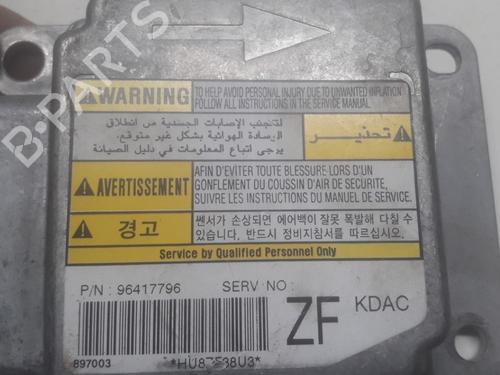 B-PARTS
WARNING
TO HELP AVOID PERSONAL INJURY DUE TO UNWANTED INFLATION
FOLLOW ALL INSTRUCTIONS IN THE SERVICE MANUAL.
تحذير
لتجنب الإصابات الجسدية من انطلاق
الوسادة الهوائية بشكل غير متوقع،
يرجى اتباع المعلومات في دليل الصيانة
AVERTISSEMENT
AFIN D'EVITER TOUTE BLESSURE LORS D'UN
GONFLEMENT DU COUSSIN D'AIR DE SECURITE,
SUIVRE LES INSTRUCTIONS DU MANUEL DE SERVICE.
경고
쎈서가 손상되면 에어백이 잘못 폭발해 다칠 수
있습니다. 반드시 정비지침서를 따르십시오.
Service by Qualified Personnel Only
P/N : 96417796 SERV NO :
ZF KDAC
897003